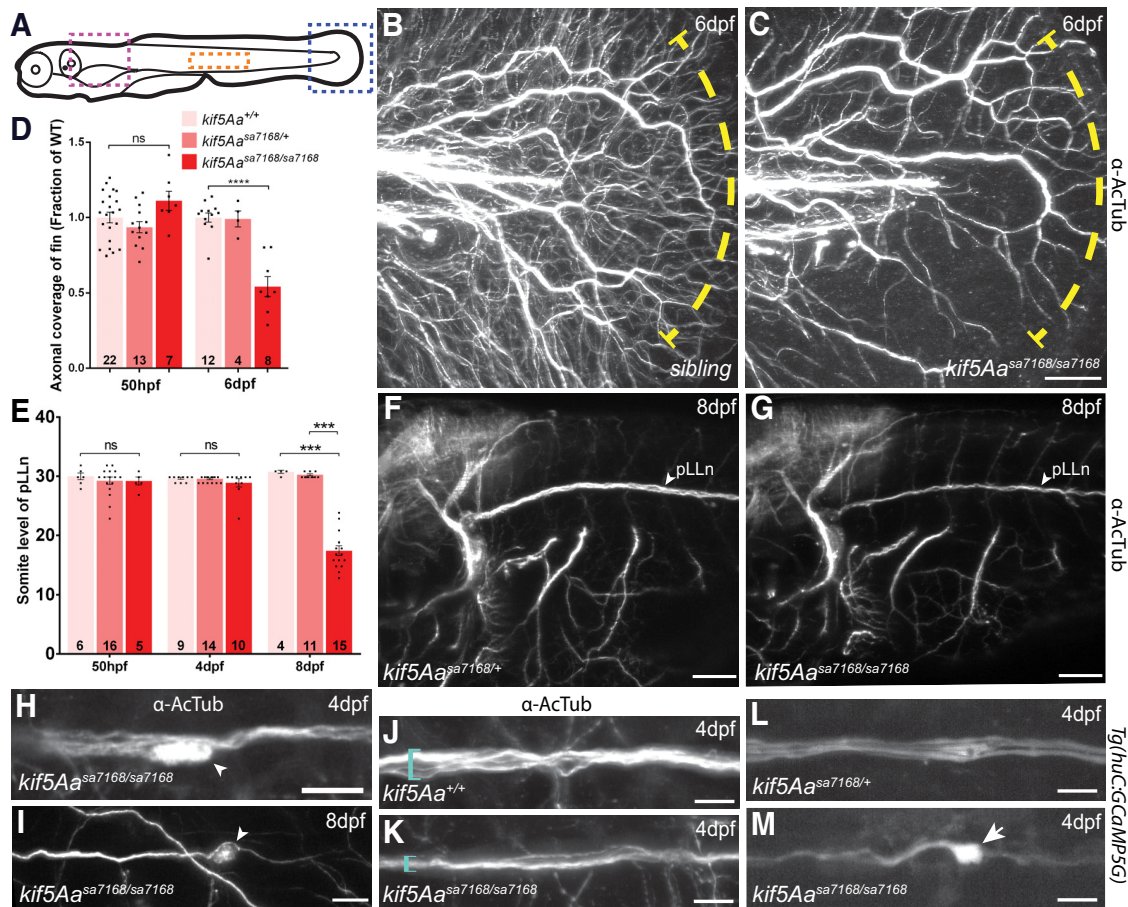 A
B
6dpf
C
6dpf
D
kif5Aa+/+
kif5Aasa7168/+
kif5Aasa7168/sa7168
Axonal coverage of fin (Fraction of WT)
1.5
1.0
0.5
0.0
ns
****
22
13
7
12
4
8
50hpf
6dpf
sibling
kif5Aasa7168/sa7168
α-AcTub
E
Somite level of pLLn
40
30
20
10
0
ns
ns
***
***
6
16
5
9
14
10
4
11
15
50hpf
4dpf
8dpf
F
8dpf
pLLn
kif5Aasa7168/+
G
8dpf
pLLn
kif5Aasa7168/sa7168
α-AcTub
H
α-AcTub
4dpf
kif5Aasa7168/sa7168
I
8dpf
kif5Aasa7168/sa7168
α-AcTub
J
4dpf
kif5Aa+/+
K
4dpf
kif5Aasa7168/sa7168
L
4dpf
kif5Aasa7168/+
M
4dpf
kif5Aasa7168/sa7168
Tg(huC:GCaMP5G)